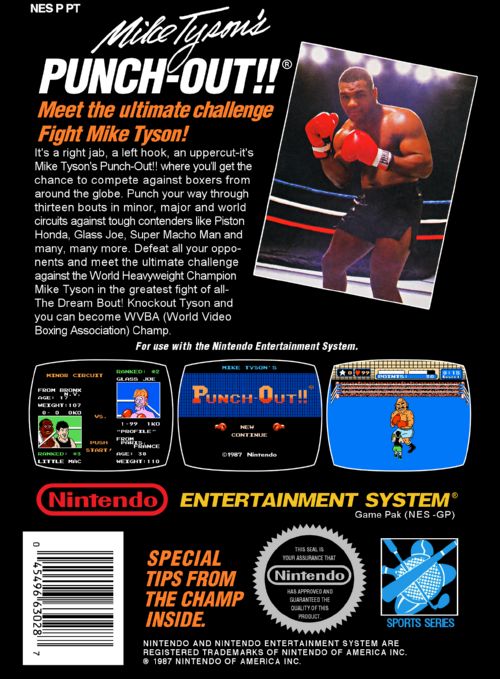 NES P PT
Mike Tyson's
PUNCH-OUT!!®
Meet the ultimate challenge
Fight Mike Tyson!
It's a right jab, a left hook, an uppercut-it's
Mike Tyson's Punch-Out!! where you'll get the
chance to compete against boxers from
around the globe. Punch your way through
thirteen bouts in minor, major and world
circuits against tough contenders like Piston
Honda, Glass Joe, Super Macho Man and
many, many more. Defeat all your oppo-
nents and meet the ultimate challenge
against the World Heavyweight Champion
Mike Tyson in the greatest fight of all-
The Dream Bout! Knockout Tyson and
you can become WVBA (World Video
Boxing Association) Champ.
For use with the Nintendo Entertainment System.
MINOR CIRCUIT
RANKED: #2
GLASS JOE
FROM BRONX
N.Y.
AGE: 17
WEIGHT:107
0- 0 0KO
VS.
1-99 1KO
"PROFILE"
FROM
PARIS,
FRANCE
PUSH
START!
AGE: 38
WEIGHT:110
RANKED: #3
LITTLE MAC
MIKE TYSON'S
PUNCH-OUT!!®
NEW
CONTINUE
©1987 Nintendo
POINTS:
Nintendo ENTERTAINMENT SYSTEM®
Game Pak (NES -GP)
0 45496 63028 7
SPECIAL
TIPS FROM
THE CHAMP
INSIDE.
THIS SEAL IS
YOUR ASSURANCE THAT
Nintendo
HAS APPROVED AND
GUARANTEED THE
QUALITY OF THIS
PRODUCT.
SPORTS SERIES
NINTENDO AND NINTENDO ENTERTAINMENT SYSTEM ARE
REGISTERED TRADEMARKS OF NINTENDO OF AMERICA INC.
® 1987 NINTENDO OF AMERICA INC.